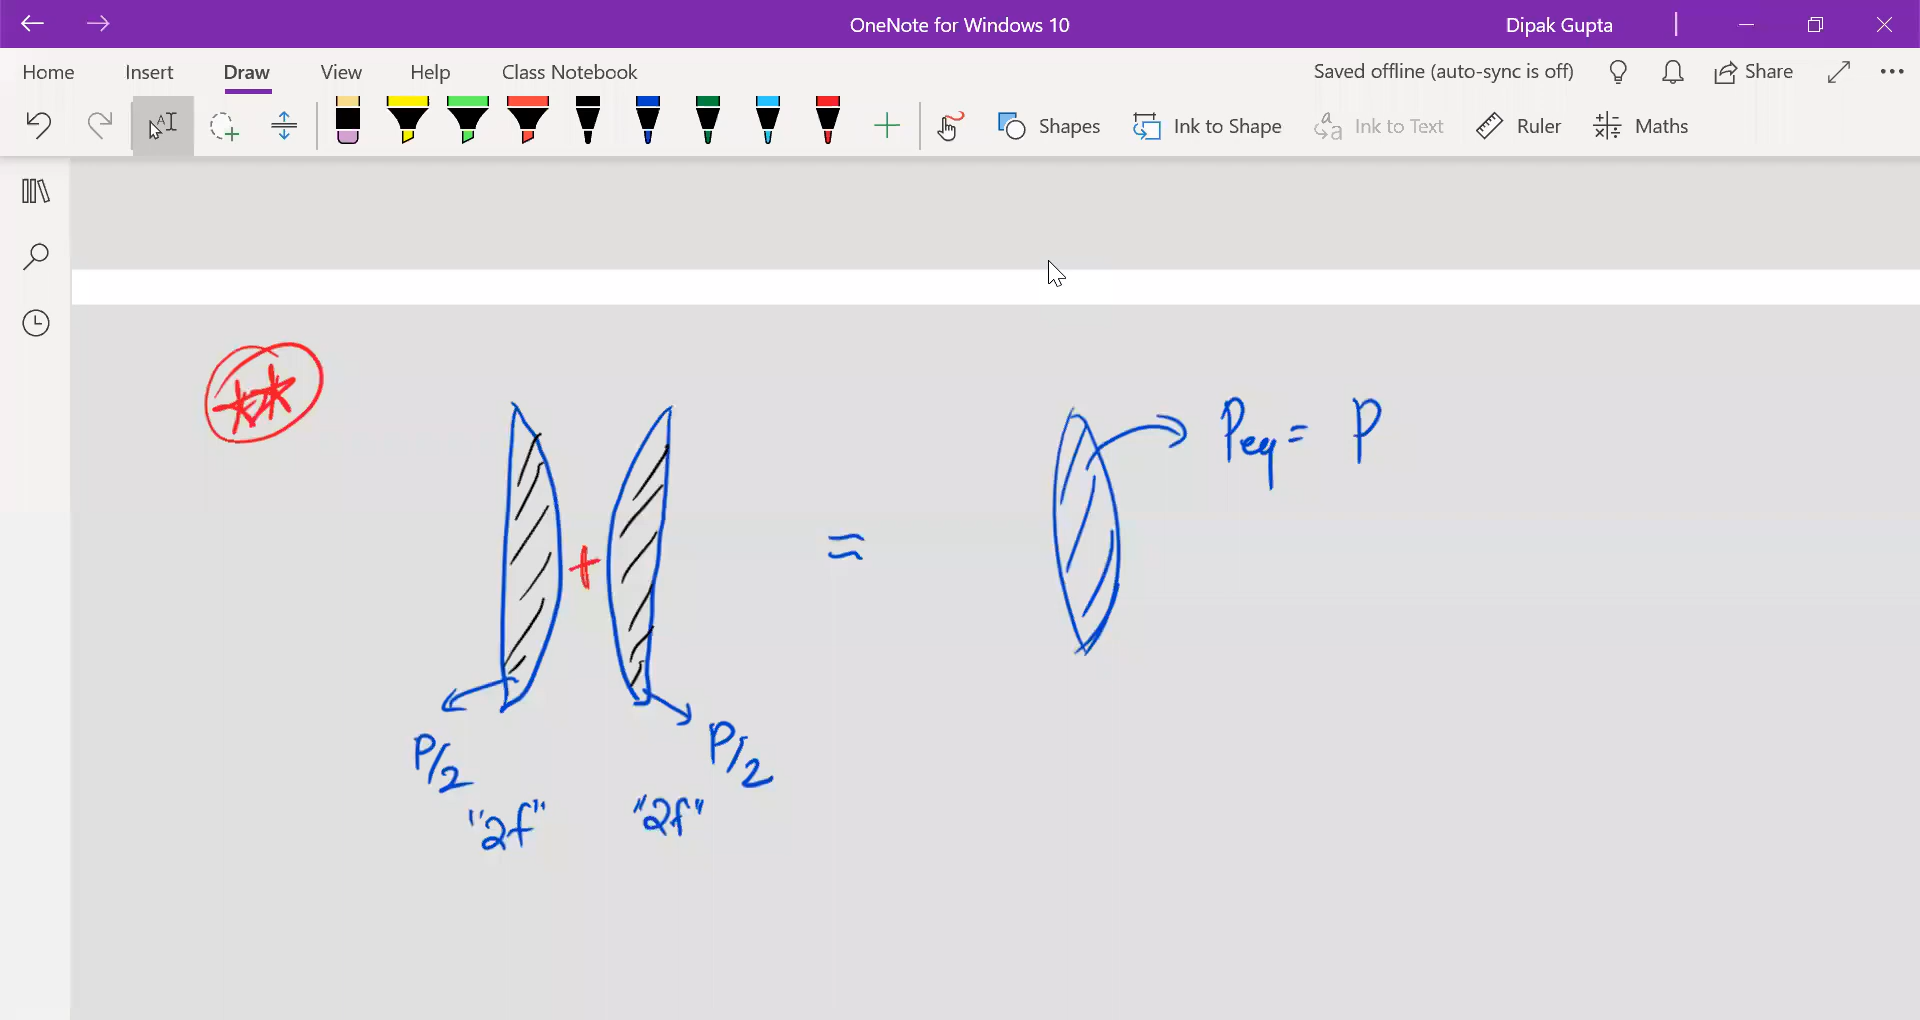 OneNote for Windows 10
Dipak Gupta
Home Insert Draw View Help Class Notebook
Saved offline (auto-sync is off)
Share
Shapes
Ink to Shape
Ink to Text
Ruler
Maths
Peq = P
+
≈
P/2
P/2
"2f"
"2f"